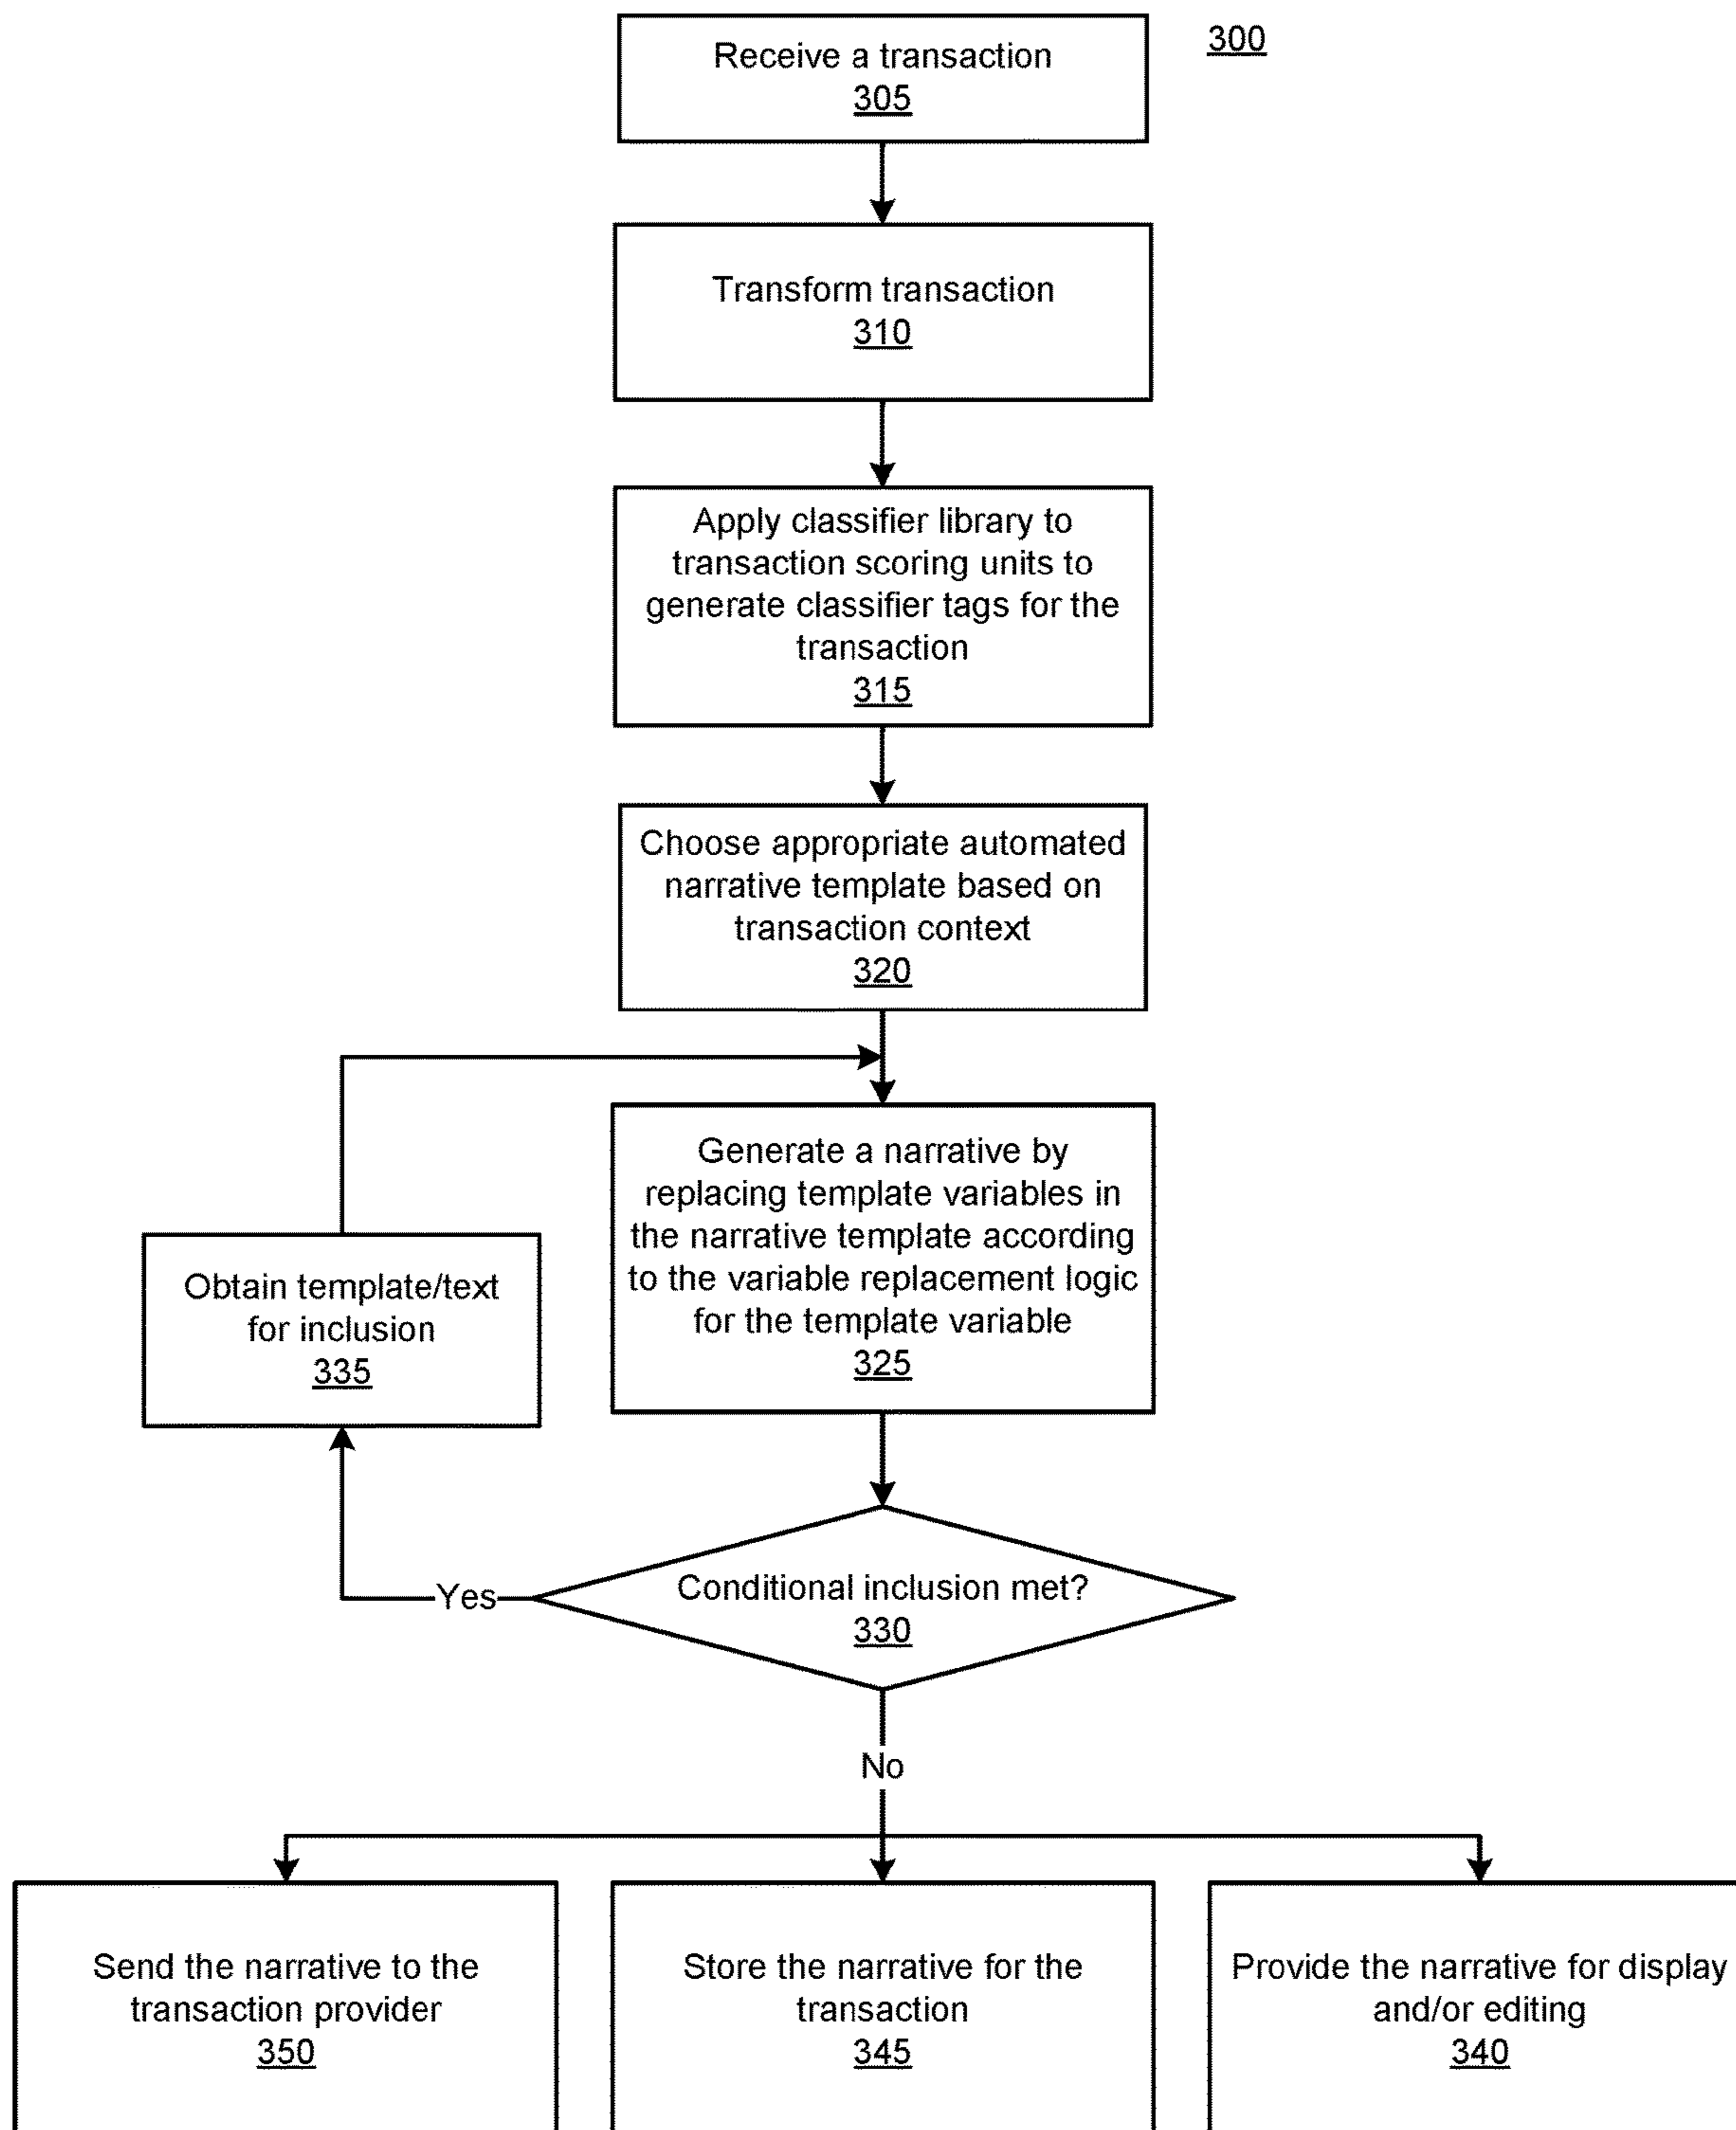 300
Receive a transaction
305
Transform transaction
310
Apply classifier library to
transaction scoring units to
generate classifier tags for the
transaction
315
Choose appropriate automated
narrative template based on
transaction context
320
Generate a narrative by
replacing template variables in
the narrative template according
to the variable replacement logic
for the template variable
325
Obtain template/text
for inclusion
335
Conditional inclusion met?
330
Yes
No
Send the narrative to the
transaction provider
350
Store the narrative for the
transaction
345
Provide the narrative for display
and/or editing
340